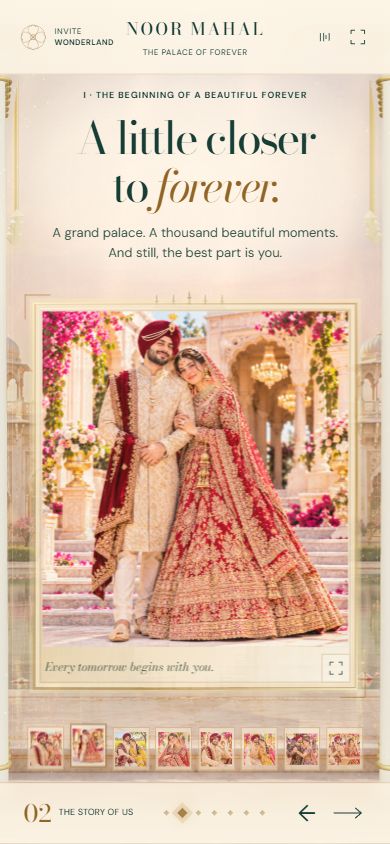 INVITE
WONDERLAND
NOOR MAHAL
THE PALACE OF FOREVER
I · THE BEGINNING OF A BEAUTIFUL FOREVER
A little closer
to forever.
A grand palace. A thousand beautiful moments.
And still, the best part is you.
Every tomorrow begins with you.
02 THE STORY OF US